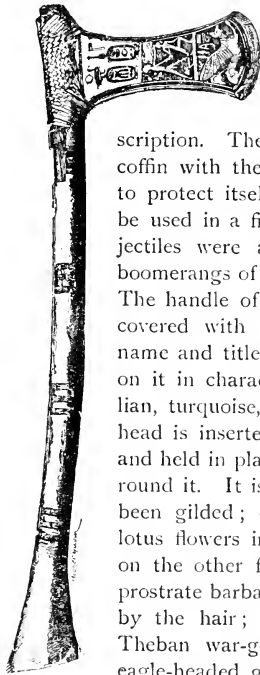 scription. The
coffin with the
to protect itsel
be used in a fi
jectiles were a
boomerangs of
The handle of
covered with
name and title
on it in charac
lian, turquoise,
head is inserte
and held in pla
round it. It is
been gilded;
lotus flowers in
on the other f
prostrate barba
by the hair;
Theban war-g
eagle-headed g